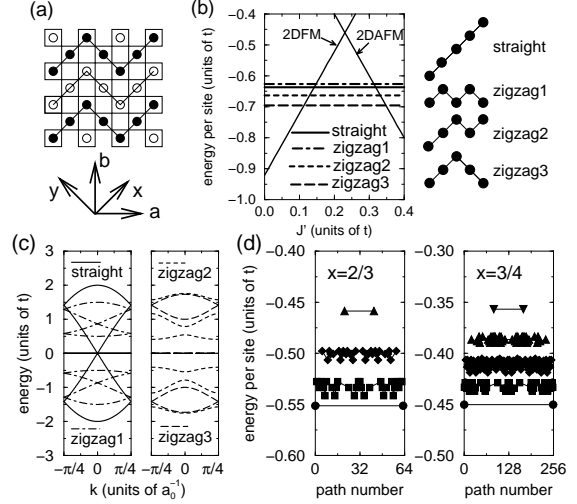 (a)
b
y
x
a
(b)
energy per site (units of t)
−0.4
−0.5
−0.6
−0.7
−0.8
−0.9
−1.0
2DFM
2DAFM
straight
zigzag1
zigzag2
zigzag3
0.0 0.1 0.2 0.3 0.4
J' (units of t)
straight
zigzag1
zigzag2
zigzag3
(c)
energy (units of t)
3
2
1
0
−1
−2
−3
straight
zigzag1
zigzag2
zigzag3
−π/4 0 π/4 −π/4 0 π/4
k (units of a₀⁻¹)
(d)
energy per site (units of t)
−0.40
−0.45
−0.50
−0.55
−0.60
x=2/3
0 32 64
path number
−0.30
−0.35
−0.40
−0.45
−0.50
x=3/4
0 128 256
path number